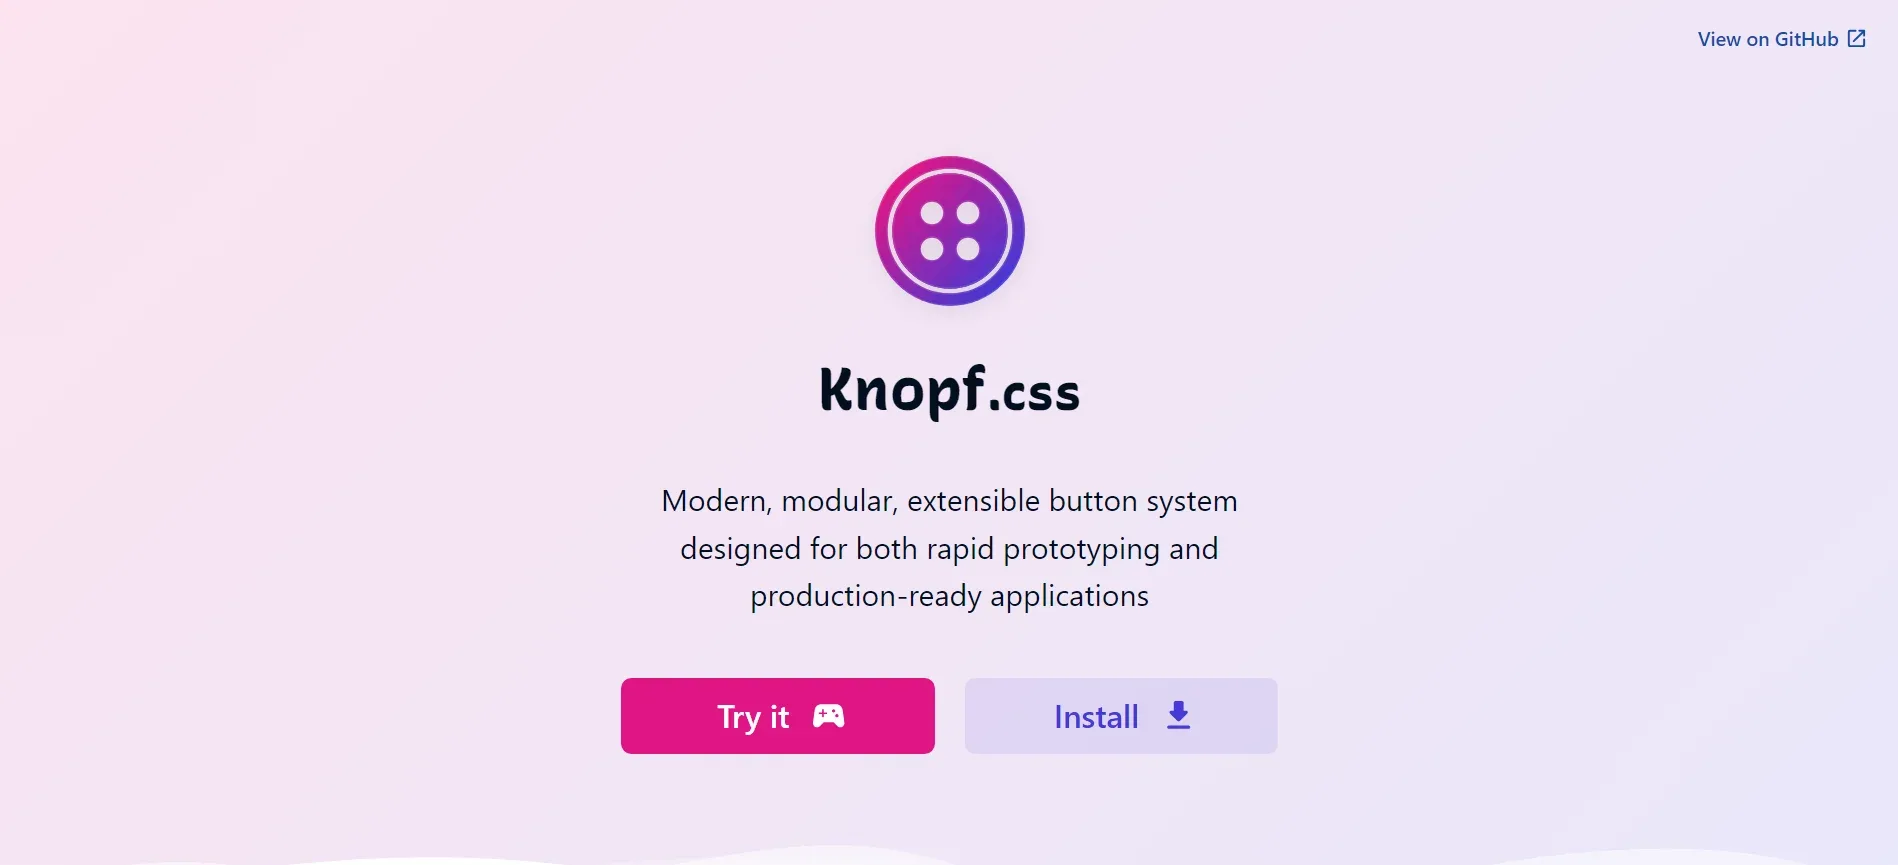 View on GitHub
Knopf.css
Modern, modular, extensible button system
designed for both rapid prototyping and
production-ready applications
Try it
Install